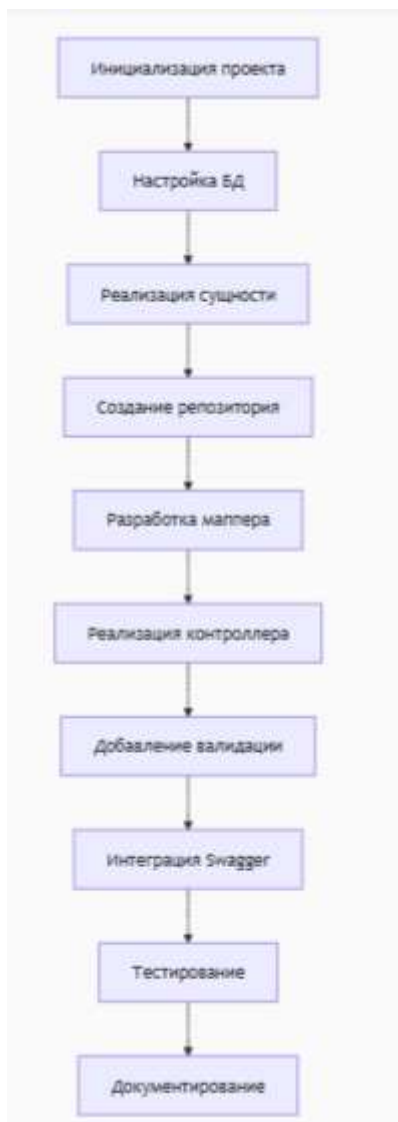 Инициализация проекта
Настройка БД
Реализация сущности
Создание репозитория
Разработка маппера
Реализация контроллера
Добавление валидации
Интеграция Swagger
Тестирование
Документирование